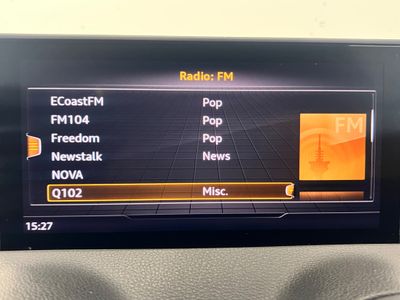 Radio: FM
ECoastFM Pop
FM104 Pop
Freedom Pop
Newstalk News
NOVA
Q102 Misc.
FM
15:27